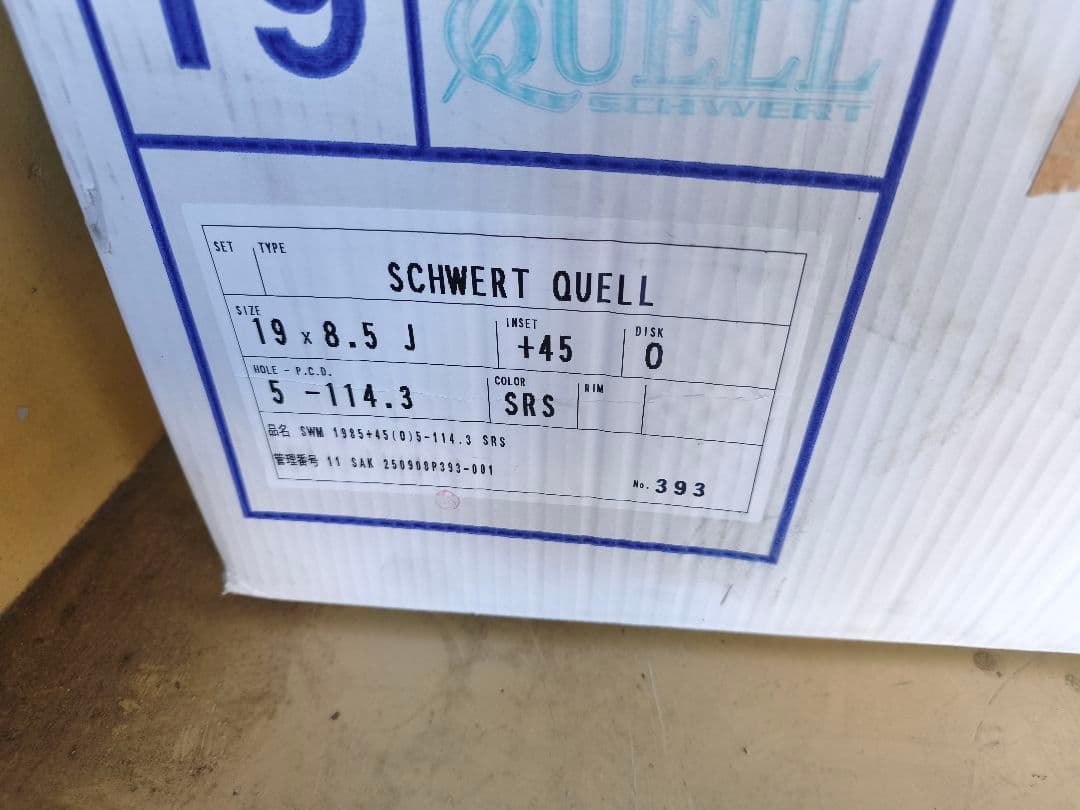 19
QUELL
SCHWERT
SET TYPE
SCHWERT QUELL
SIZE INSET DISK
19 x 8.5 J +45 0
HOLE - P.C.D. COLOR RIM
5 -114.3 SRS
品名 SWM 1985+45(0)5-114.3 SRS
管理番号 11 SAK 250908P393-001
No. 393